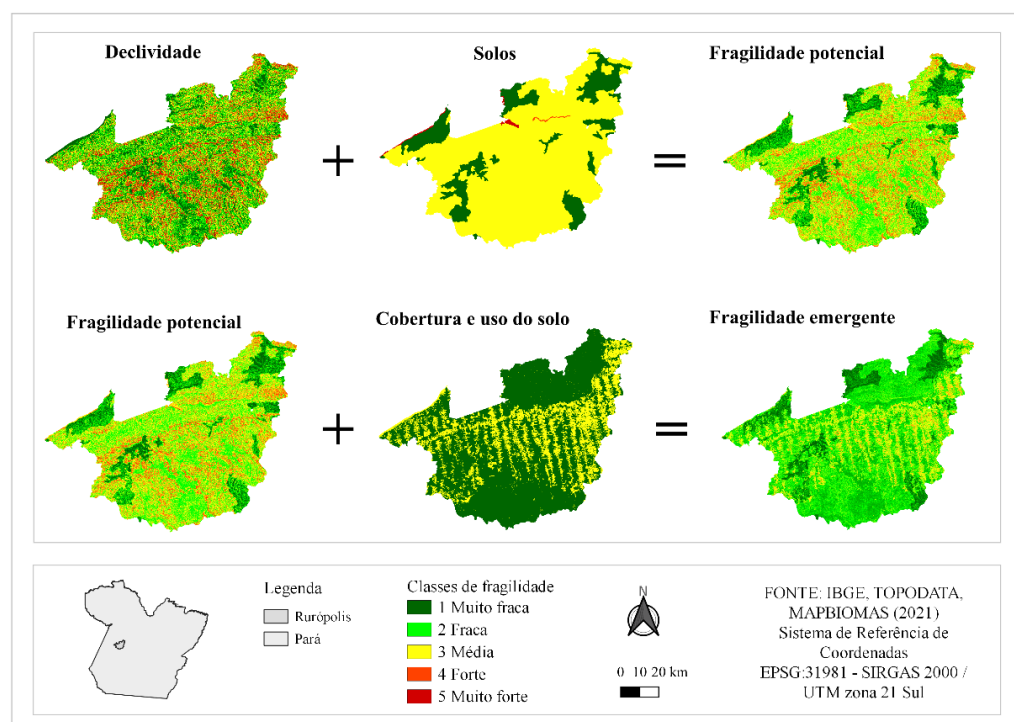 Declividade
Solos
Fragilidade potencial
+
=
Fragilidade potencial
Cobertura e uso do solo
Fragilidade emergente
+
=
Legenda
Rurópolis
Pará
Classes de fragilidade
1 Muito fraca
2 Fraca
3 Média
4 Forte
5 Muito forte
N
0 10 20 km
FONTE: IBGE, TOPODATA,
MAPBIOMAS (2021)
Sistema de Referência de
Coordenadas
EPSG:31981 - SIRGAS 2000 /
UTM zona 21 Sul